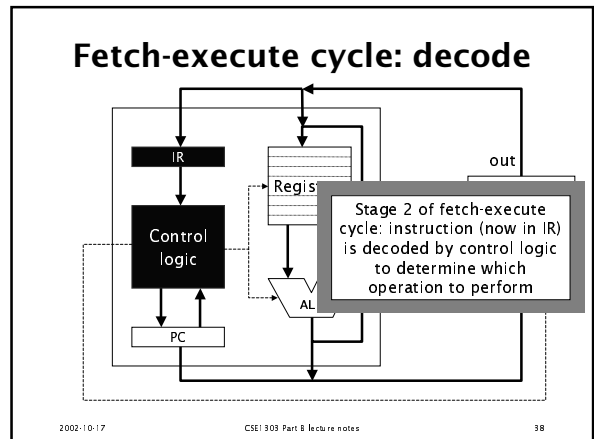 Fetch-execute cycle: decode
IR
out
Regist
Control
logic
Stage 2 of fetch-execute
cycle: instruction (now in IR)
is decoded by control logic
to determine which
operation to perform
AL
PC
2002-10-17
CSE1303 Part B lecture notes
38